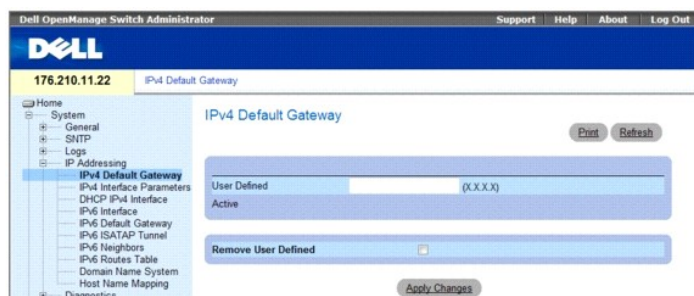 Dell OpenManage Switch Administrator
Support Help About Log Out
DELL
176.210.11.22
IPv4 Default Gateway
Home
System
General
SNTP
Logs
IP Addressing
IPv4 Default Gateway
IPv4 Interface Parameters
DHCP IPv4 Interface
IPv6 Interface
IPv6 Default Gateway
IPv6 ISATAP Tunnel
IPv6 Neighbors
IPv6 Routes Table
Domain Name System
Host Name Mapping
Diagnostics
IPv4 Default Gateway
Print Refresh
User Defined (X.X.X.X)
Active
Remove User Defined
Apply Changes